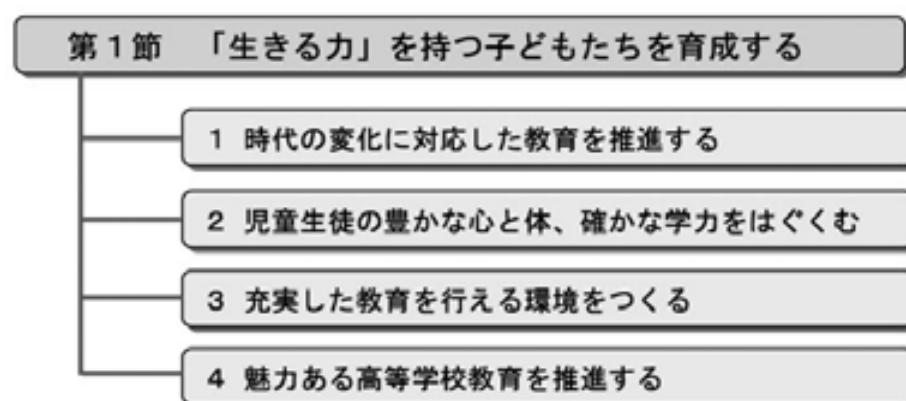 第1節 「生きる力」を持つ子どもたちを育成する
1 時代の変化に対応した教育を推進する
2 児童生徒の豊かな心と体、確かな学力をはぐくむ
3 充実した教育を行える環境をつくる
4 魅力ある高等学校教育を推進する